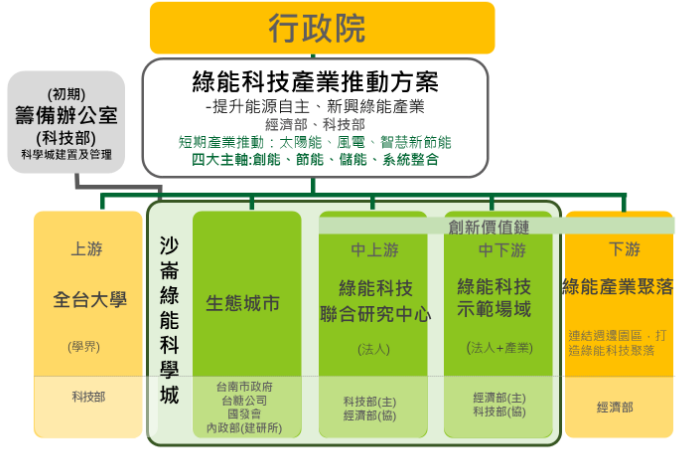 行政院
(初期)
籌備辦公室
(科技部)
科學城建置及管理
綠能科技產業推動方案
-提升能源自主、新興綠能產業
經濟部、科技部
短期產業推動：太陽能、風電、智慧新節能
四大主軸:創能、節能、儲能、系統整合
沙崙綠能科學城
創新價值鏈
上游
全台大學
(學界)
科技部
生態城市
台南市政府
台糖公司
國發會
內政部(建研所)
中上游
綠能科技
聯合研究中心
(法人)
科技部(主)
經濟部(協)
中下游
綠能科技
示範場域
(法人+產業)
經濟部(主)
科技部(協)
下游
綠能產業聚落
連結週邊園區，打
造綠能科技聚落
經濟部